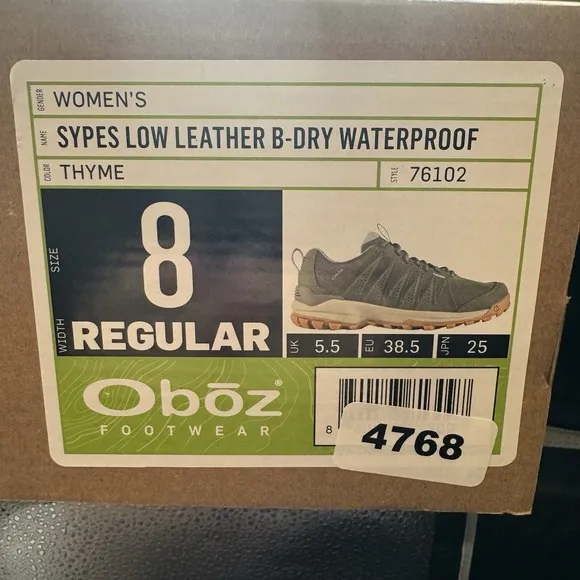 GENDER WOMEN'S
NAME SYPES LOW LEATHER B-DRY WATERPROOF
COLOR THYME STYLE 76102
SIZE 8
WIDTH REGULAR
UK 5.5 EU 38.5 JPN 25
Obōz®
FOOTWEAR
8
4768